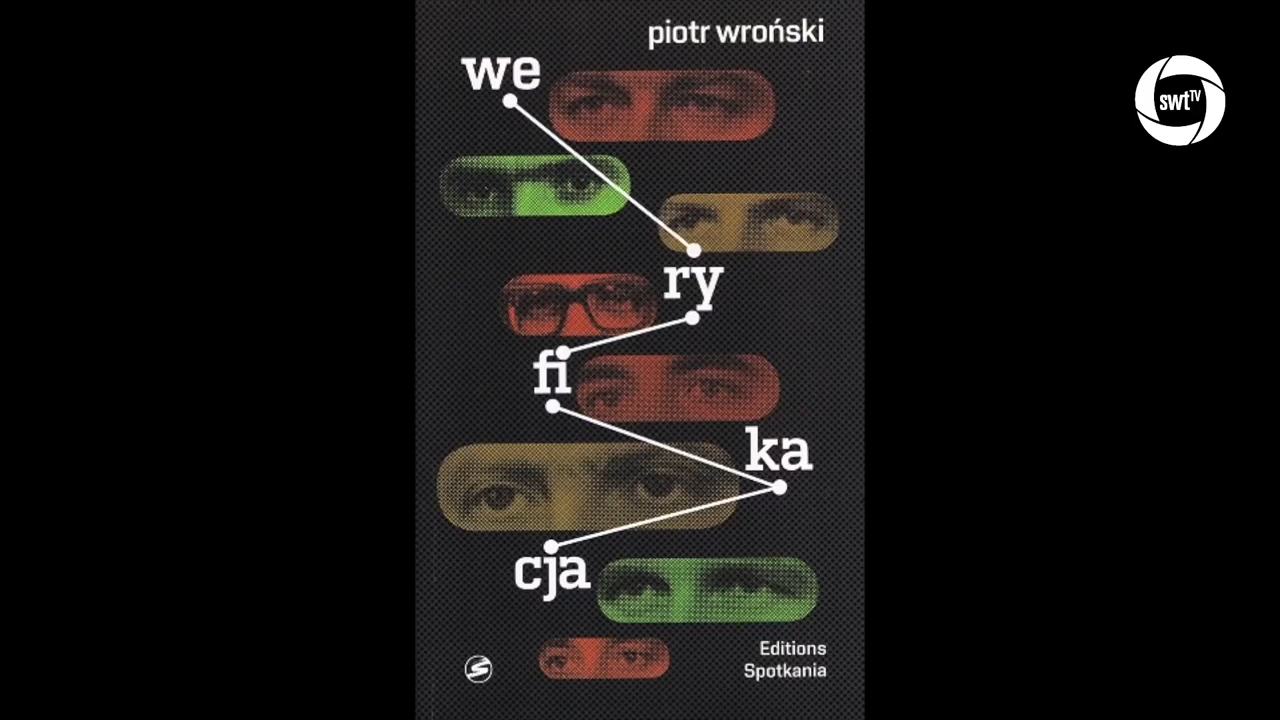 piotr wroński
we
ry
fi
ka
cja
Editions
Spotkania
swtTV